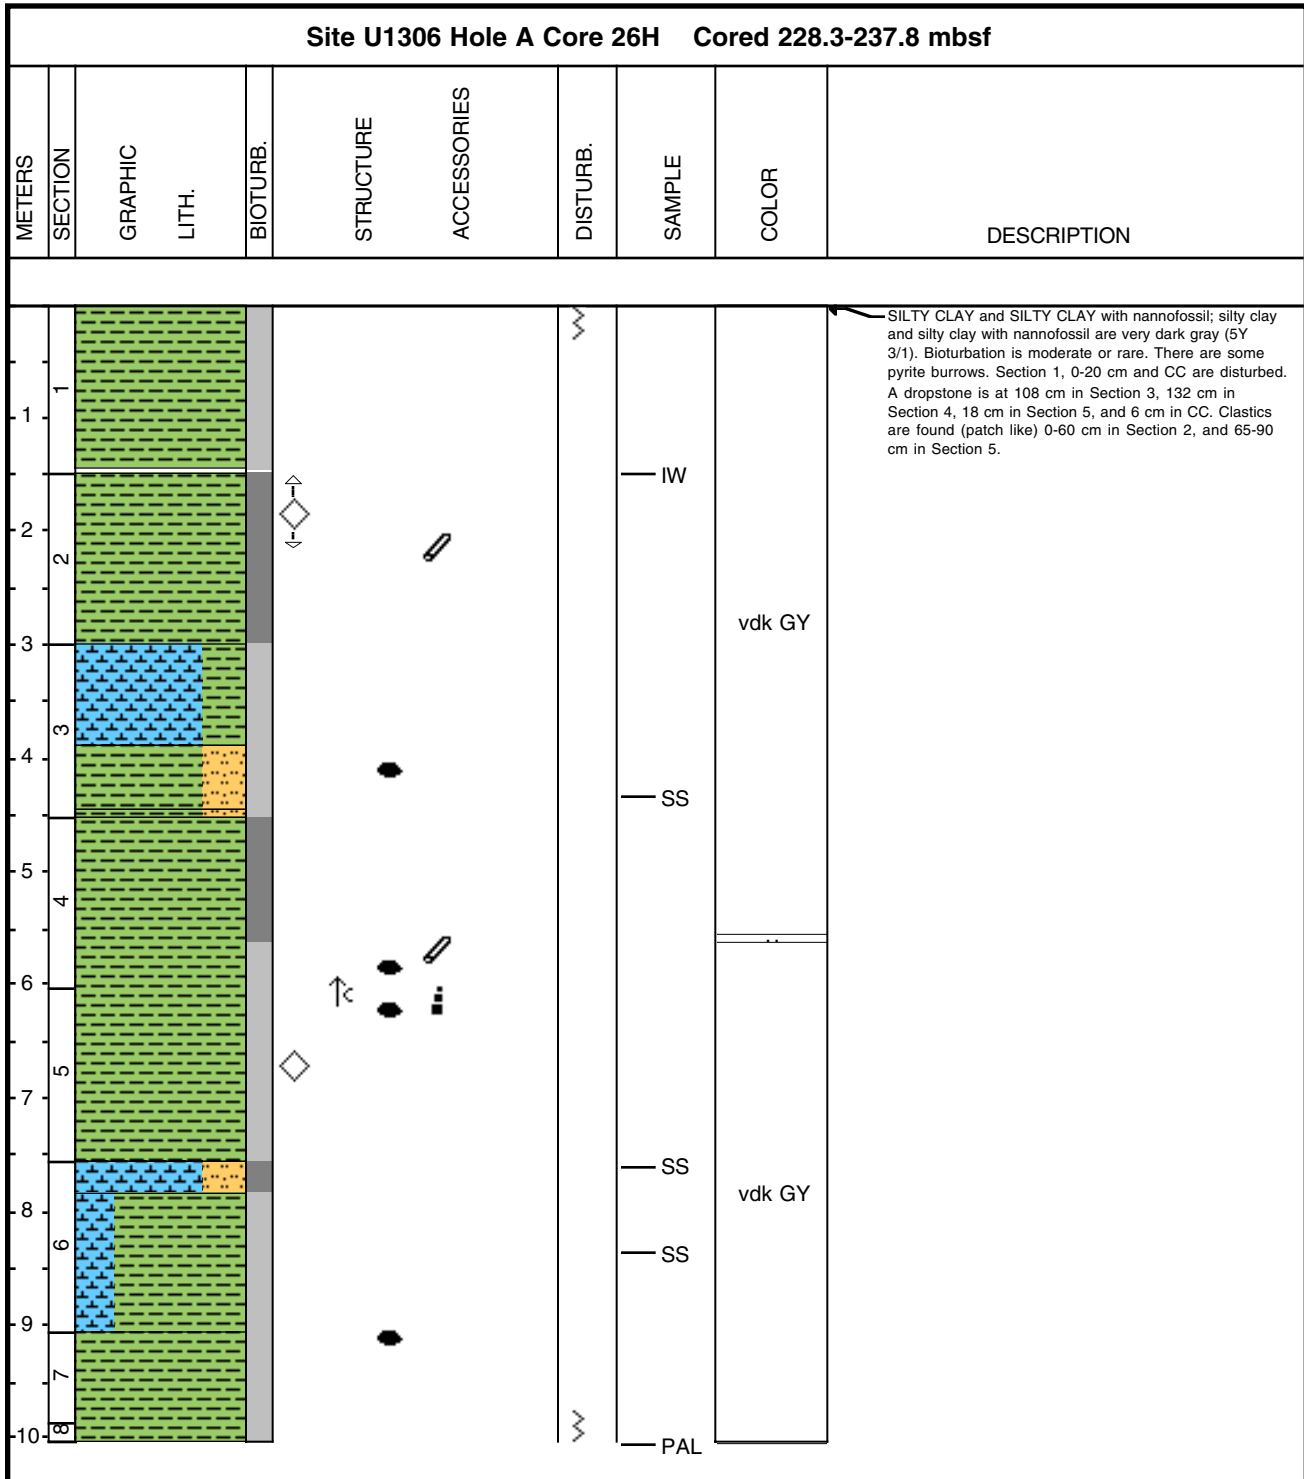 Site U1306 Hole A Core 26H Cored 228.3-237.8 mbsf
METERS
SECTION
GRAPHIC
LITH.
BIOTURB.
STRUCTURE
ACCESSORIES
DISTURB.
SAMPLE
COLOR
DESCRIPTION
SILTY CLAY and SILTY CLAY with nannofossil; silty clay
and silty clay with nannofossil are very dark gray (5Y
3/1). Bioturbation is moderate or rare. There are some
pyrite burrows. Section 1, 0-20 cm and CC are disturbed.
A dropstone is at 108 cm in Section 3, 132 cm in
Section 4, 18 cm in Section 5, and 6 cm in CC. Clastics
are found (patch like) 0-60 cm in Section 2, and 65-90
cm in Section 5.
1
1
IW
2
2
vdk GY
3
3
4
SS
5
4
6
5
7
SS
vdk GY
8
6
SS
9
7
8
10
PAL